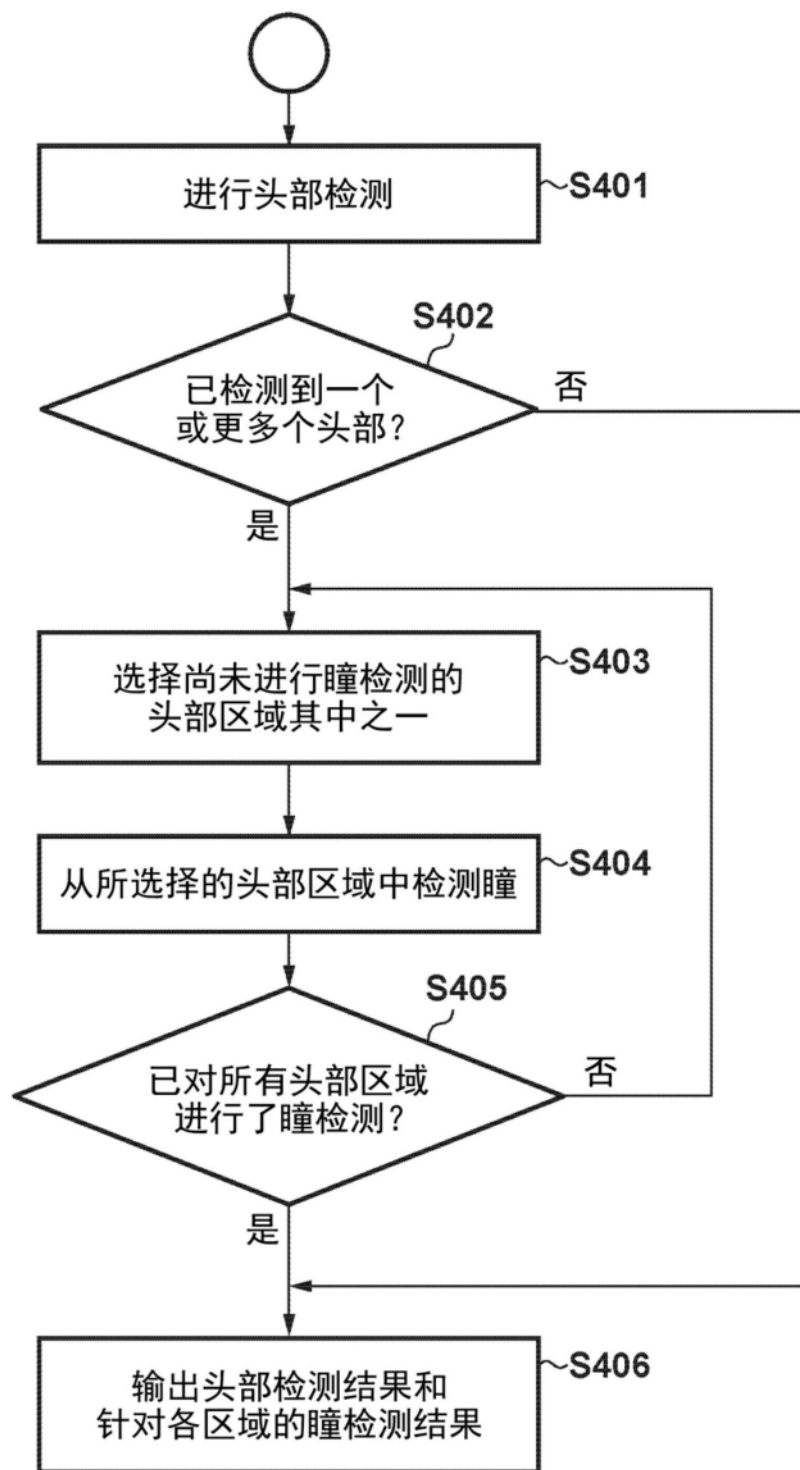 进行头部检测
S401
S402
已检测到一个
或更多个头部？
否
是
选择尚未进行瞳检测的
头部区域其中之一
S403
从所选择的头部区域中检测瞳
S404
S405
已对所有头部区域
进行了瞳检测？
否
是
输出头部检测结果和
针对各区域的瞳检测结果
S406